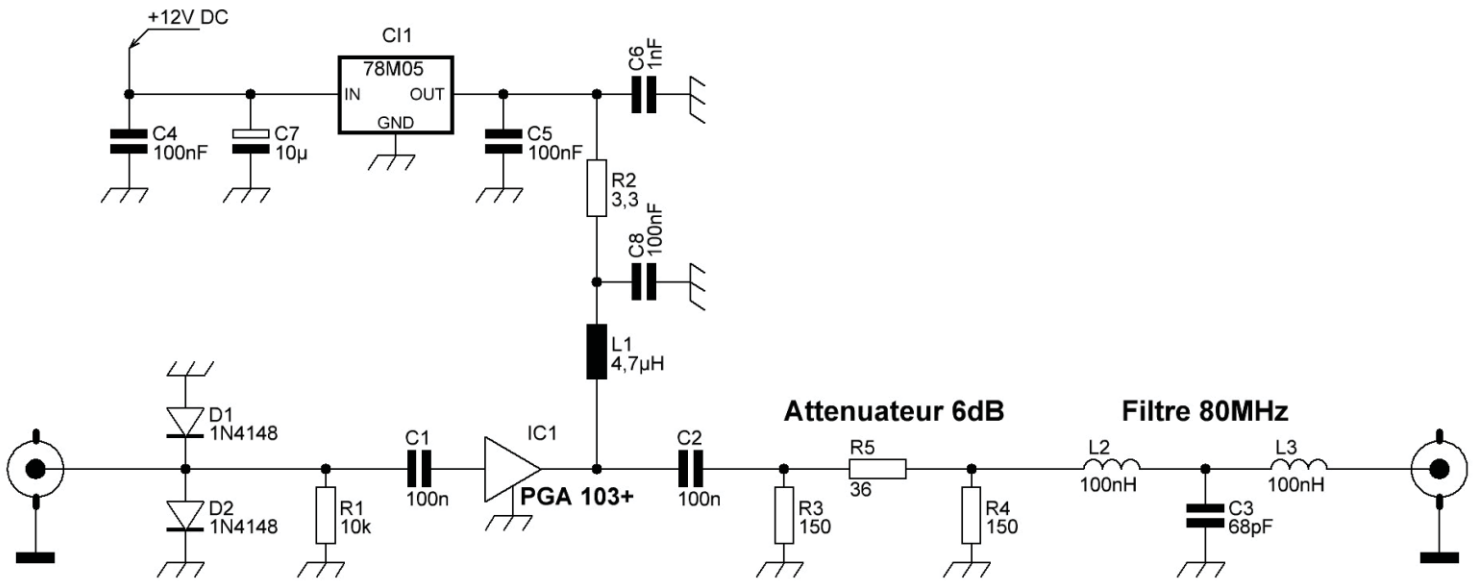 +12V DC
CI1
78M05
IN
OUT
GND
C4
100nF
C7
10µ
C5
100nF
C6
1nF
R2
3,3
C8
100nF
L1
4,7µH
D1
1N4148
D2
1N4148
R1
10k
C1
100n
IC1
PGA 103+
C2
100n
Attenuateur 6dB
R5
36
R3
150
R4
150
Filtre 80MHz
L2
100nH
L3
100nH
C3
68pF